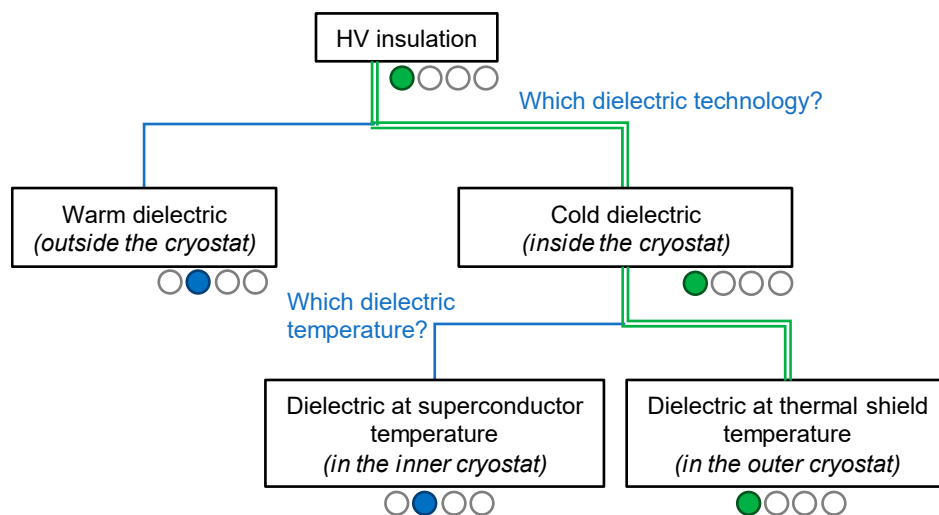 HV insulation
Which dielectric technology?
Warm dielectric
(outside the cryostat)
Cold dielectric
(inside the cryostat)
Which dielectric
temperature?
Dielectric at superconductor
temperature
(in the inner cryostat)
Dielectric at thermal shield
temperature
(in the outer cryostat)